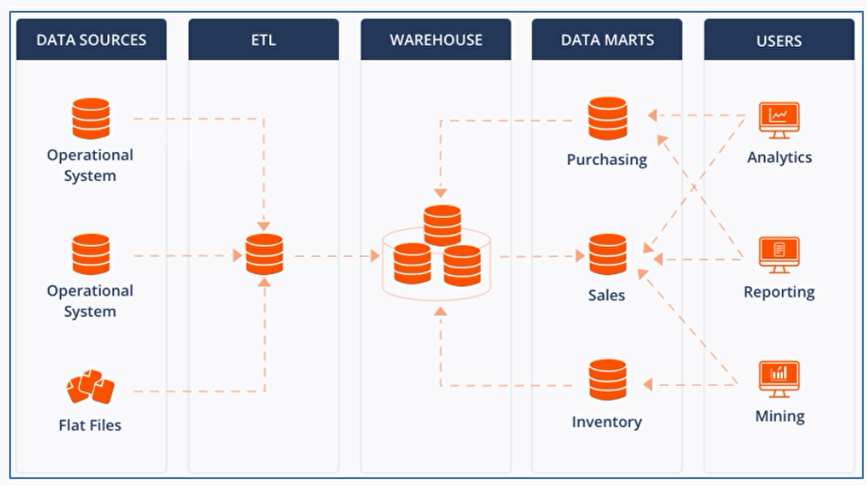 DATA SOURCES
ETL
WAREHOUSE
DATA MARTS
USERS
Operational
System
Operational
System
Flat Files
Purchasing
Sales
Inventory
Analytics
Reporting
Mining